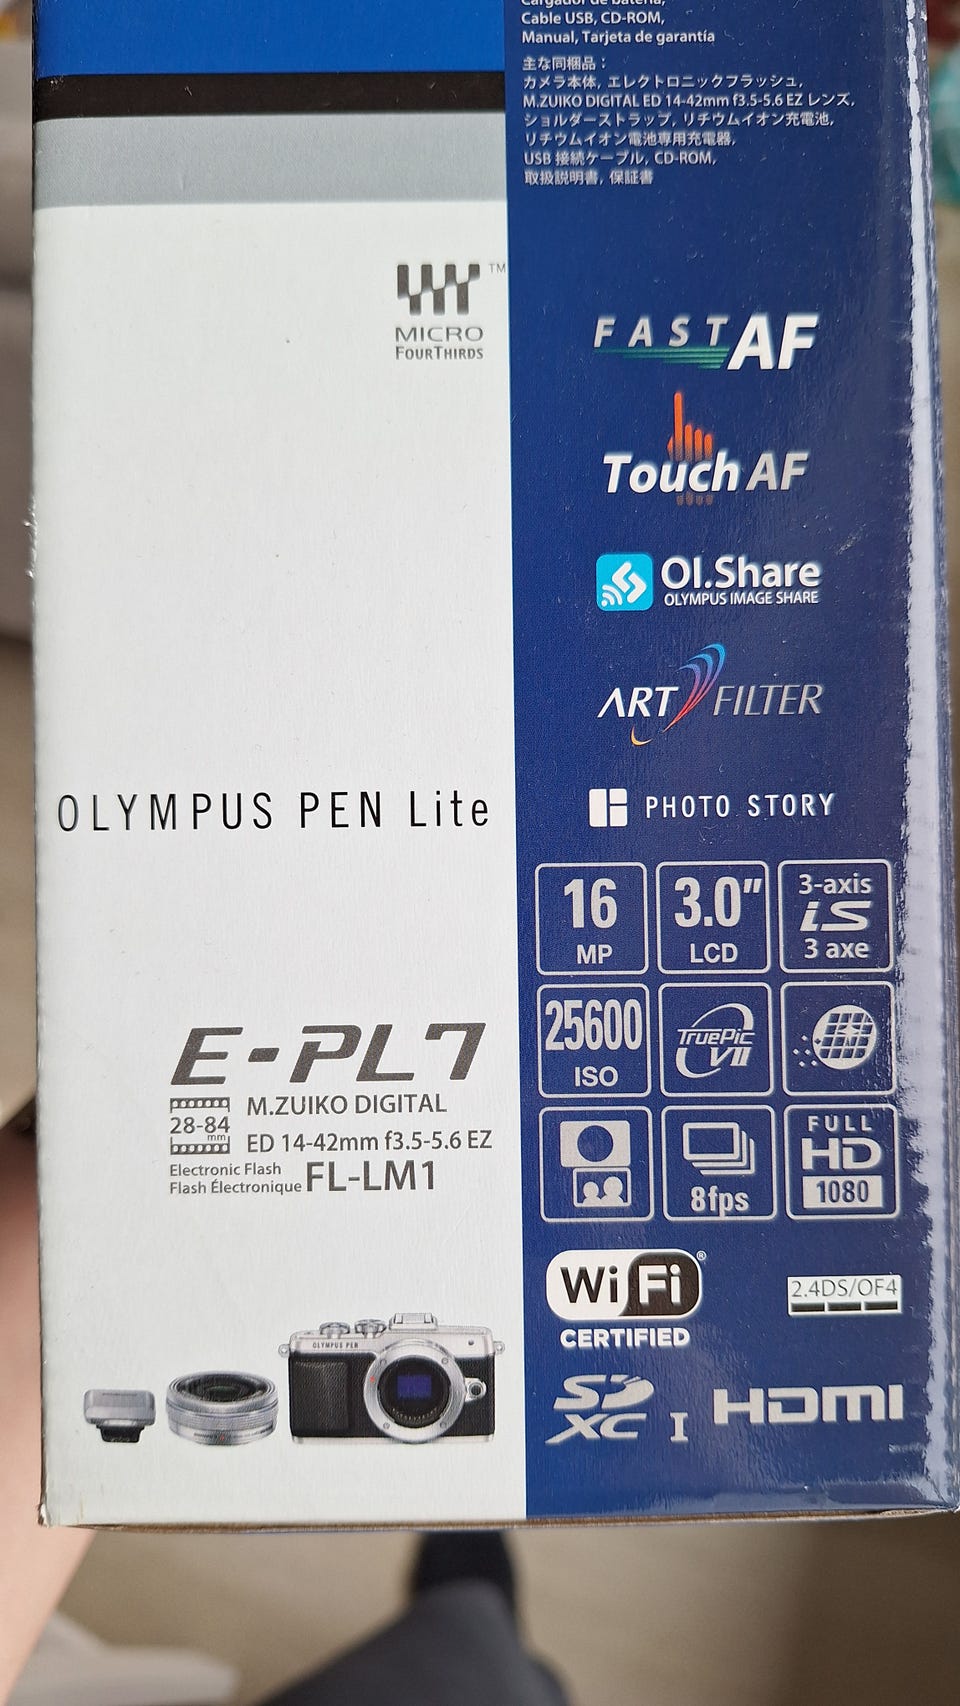 Cargador de batería,
Cable USB, CD-ROM,
Manual, Tarjeta de garantía
主な同梱品：
カメラ本体, エレクトロニックフラッシュ,
M.ZUIKO DIGITAL ED 14-42mm f3.5-5.6 EZ レンズ,
ショルダーストラップ, リチウムイオン充電池,
リチウムイオン電池専用充電器,
USB 接続ケーブル, CD-ROM,
取扱説明書, 保証書
TM
MICRO
FOURTHIRDS
FAST AF
Touch AF
OI.Share
OLYMPUS IMAGE SHARE
ART FILTER
PHOTO STORY
OLYMPUS PEN Lite
16
MP
3.0"
LCD
3-axis
iS
3 axe
25600
ISO
TruePic
VII
8fps
FULL
HD
1080
E-PL7
28-84
mm
M.ZUIKO DIGITAL
ED 14-42mm f3.5-5.6 EZ
Electronic Flash
Flash Électronique FL-LM1
OLYMPUS PEN
Wi Fi ®
CERTIFIED
2.4DS/OF4
SD
XC I
HDMI